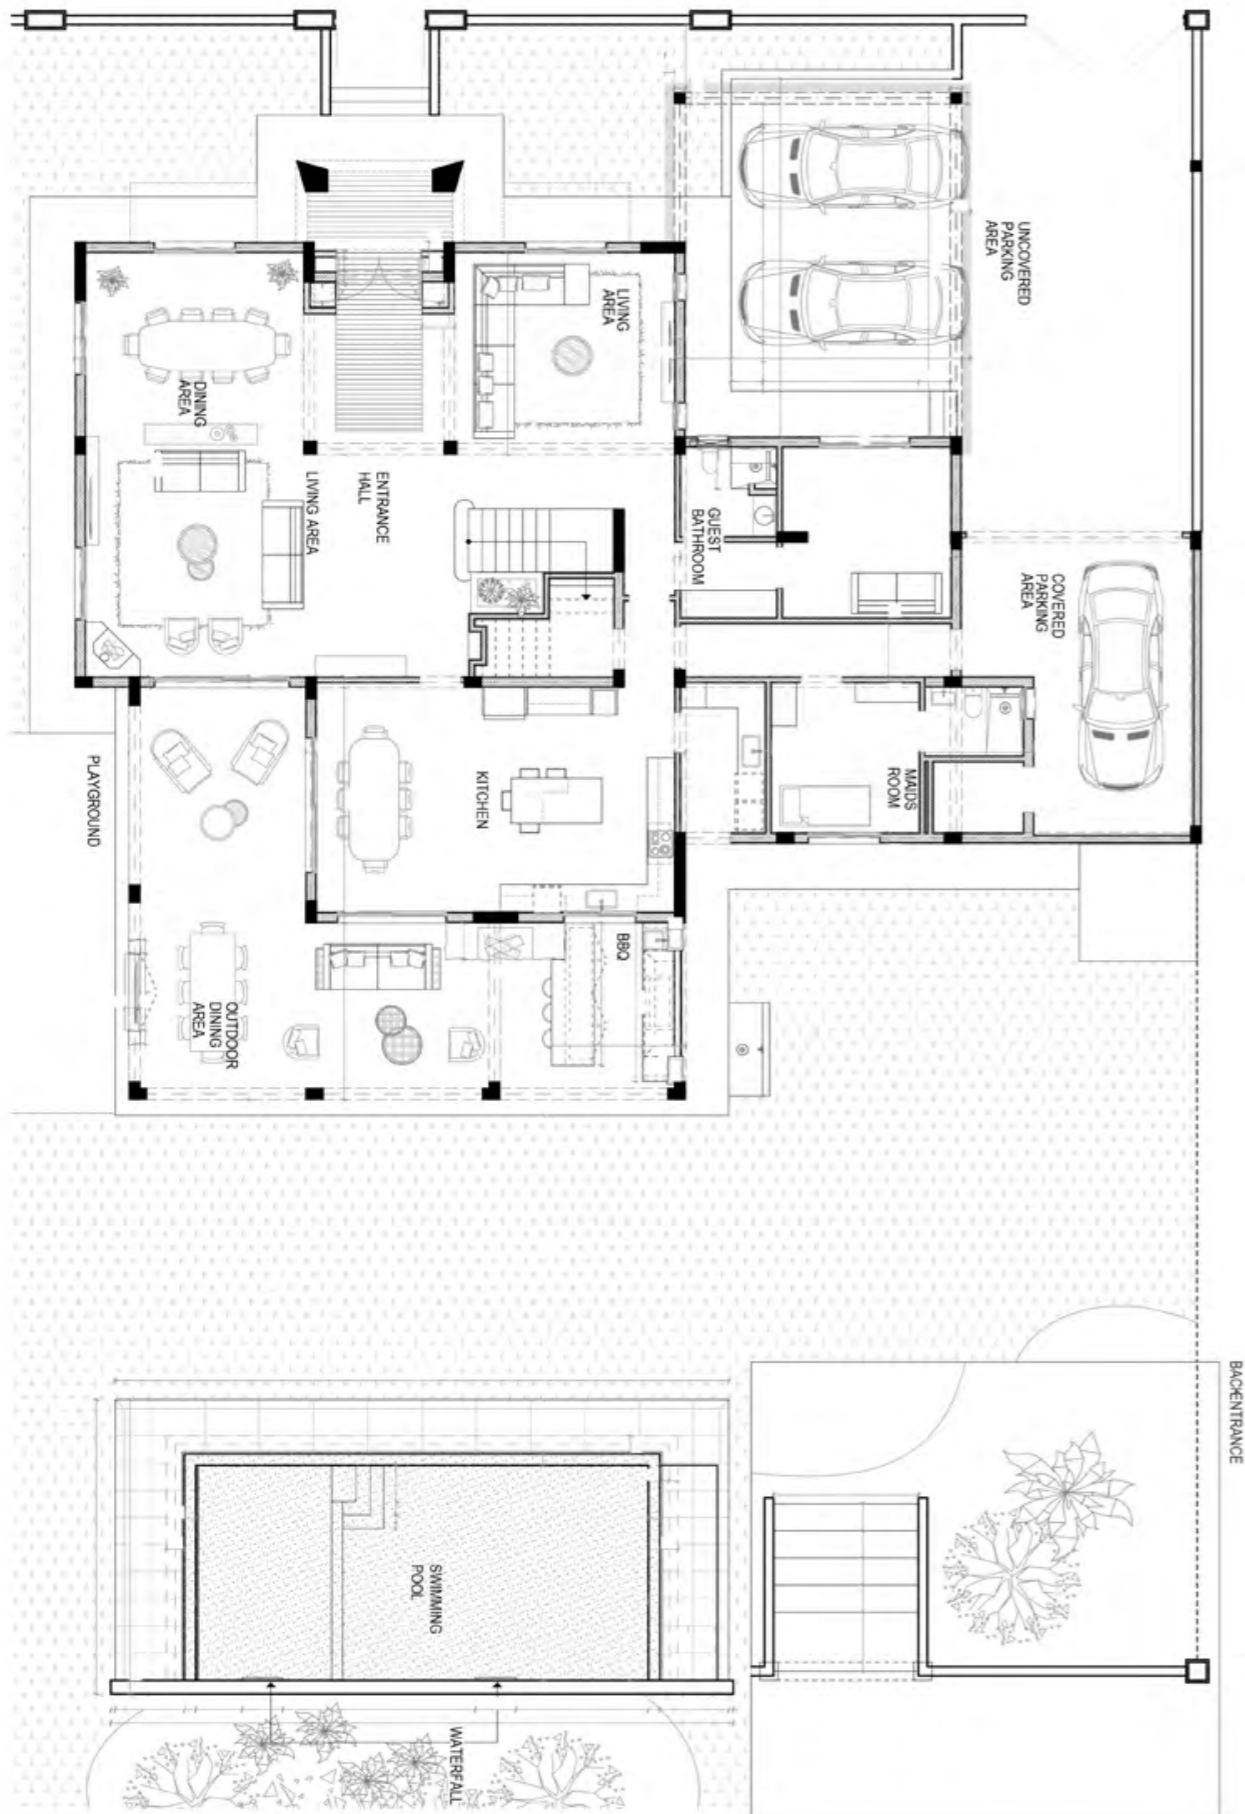 UNCOVERED
PARKING
AREA
LIVING
AREA
DINING
AREA
LIVING AREA
ENTRANCE
HALL
GUEST
BATHROOM
COVERED
PARKING
AREA
PLAYGROUND
KITCHEN
MAIDS
ROOM
BBQ
OUTDOOR
DINING
AREA
BACKENTRANCE
SWIMMING
POOL
WATERFALL